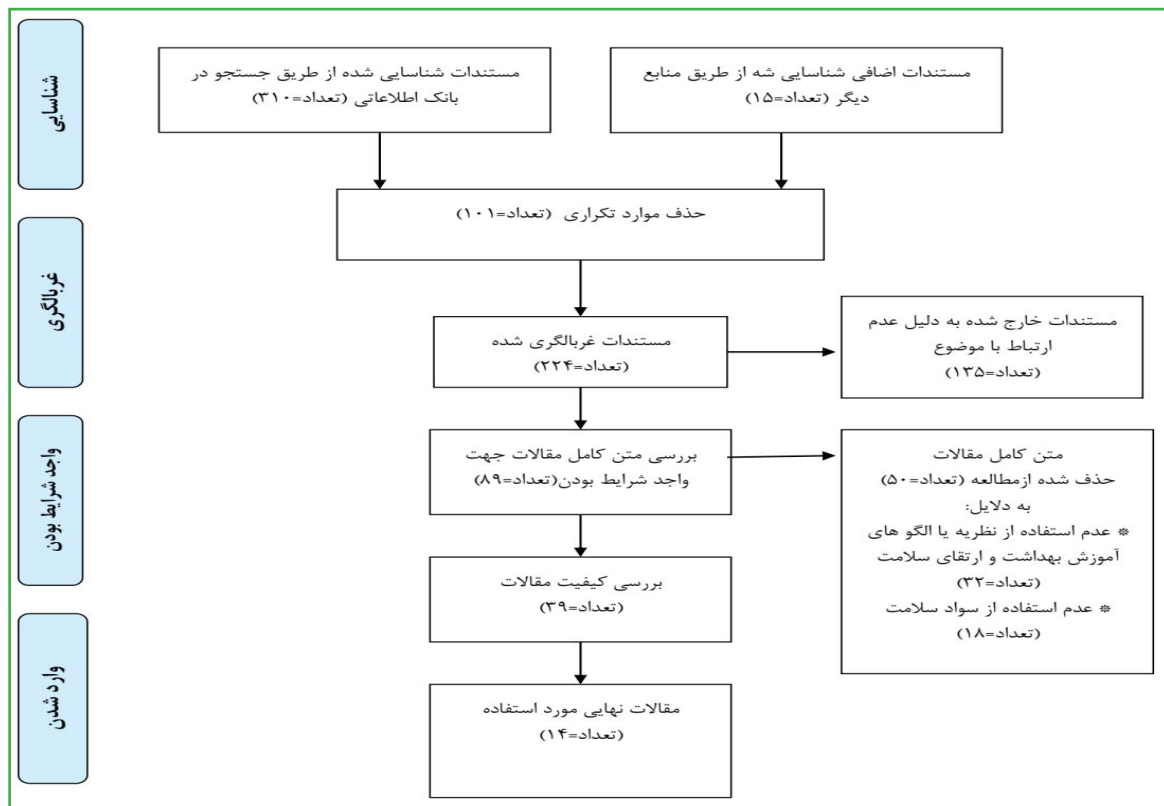 شناسایی
مستندات اضافی شناسایی شه از طریق منابع
دیگر (تعداد=۱۵)
مستندات شناسایی شده از طریق جستجو در
بانک اطلاعاتی (تعداد=۳۱۰)
حذف موارد تکراری (تعداد=۱۰۱)
غربالگری
مستندات غربالگری شده
(تعداد=۲۲۴)
مستندات خارج شده به دلیل عدم
ارتباط با موضوع
(تعداد=۱۳۵)
واجد شرایط بودن
بررسی متن کامل مقالات جهت
واجد شرایط بودن(تعداد=۸۹)
متن کامل مقالات
حذف شده ازمطالعه (تعداد=۵۰)
به دلایل:
* عدم استفاده از نظریه یا الگو های
آموزش بهداشت و ارتقای سلامت
(تعداد=۳۲)
* عدم استفاده از سواد سلامت
(تعداد=۱۸)
بررسی کیفیت مقالات
(تعداد=۳۹)
وارد شدن
مقالات نهایی مورد استفاده
(تعداد=۱۴)